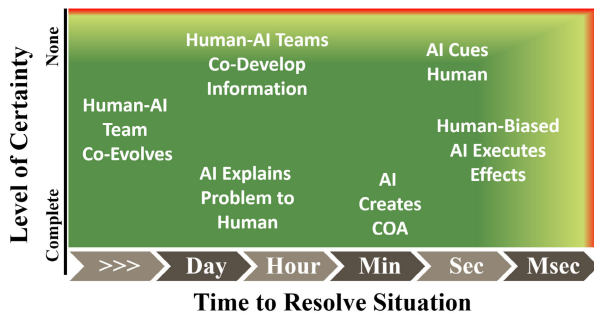 Level of Certainty
None
Complete
Human-AI
Team
Co-Evolves
Human-AI Teams
Co-Develop
Information
AI Explains
Problem to
Human
AI
Creates
COA
AI Cues
Human
Human-Biased
AI Executes
Effects
>>> Day Hour Min Sec Msec
Time to Resolve Situation